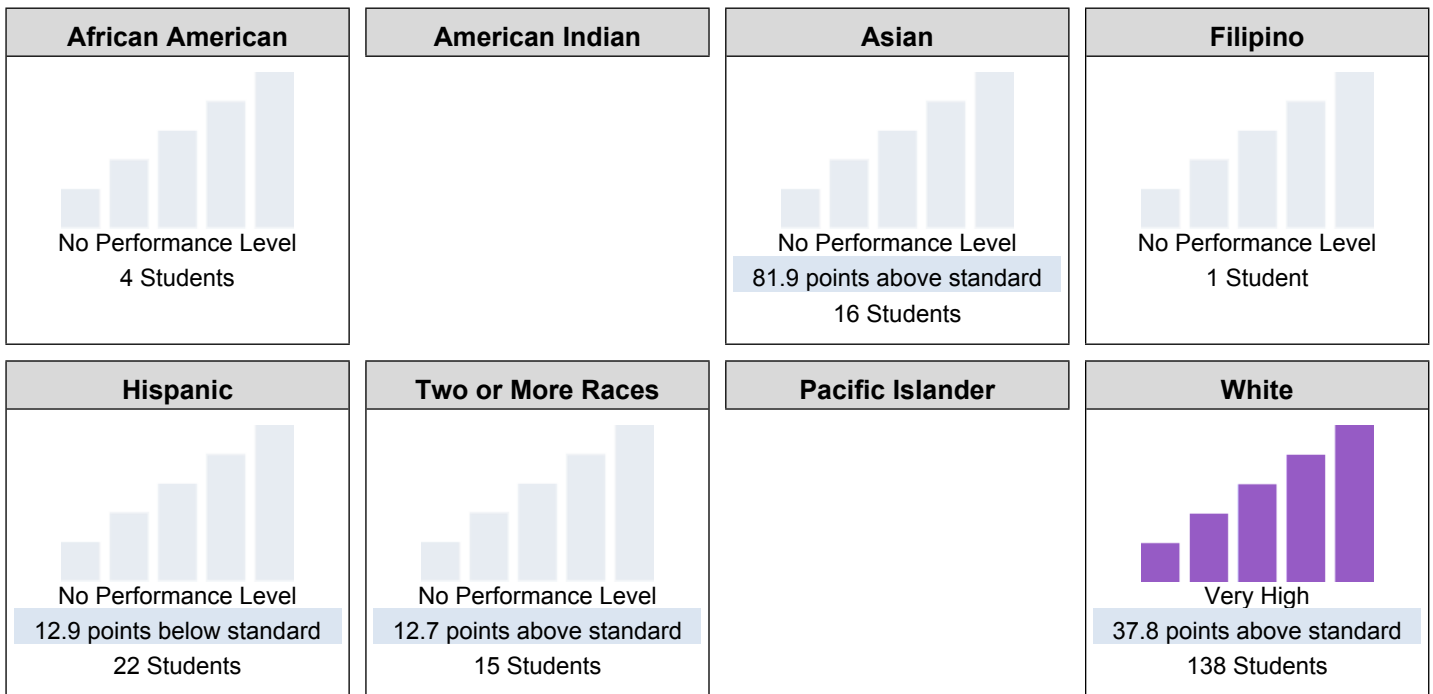 African American
No Performance Level
4 Students
American Indian
Asian
No Performance Level
81.9 points above standard
16 Students
Filipino
No Performance Level
1 Student
Hispanic
No Performance Level
12.9 points below standard
22 Students
Two or More Races
No Performance Level
12.7 points above standard
15 Students
Pacific Islander
White
Very High
37.8 points above standard
138 Students